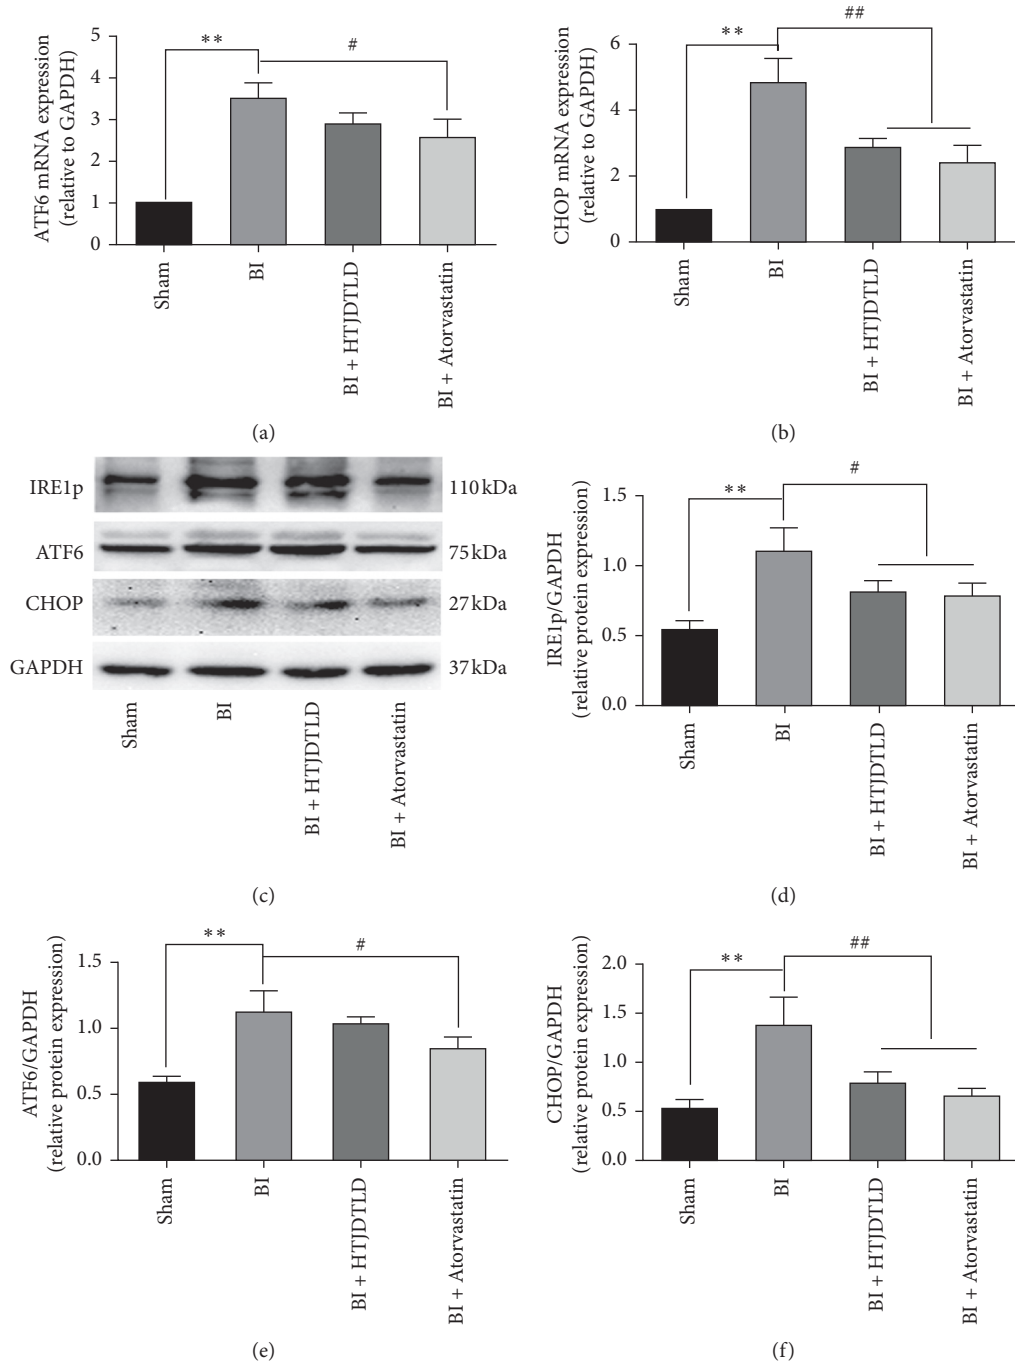 ATF6 mRNA expression
(relative to GAPDH)
5
4
3
2
1
0
**
#
Sham
BI
BI + HTJDTLD
BI + Atorvastatin
(a)
CHOP mRNA expression
(relative to GAPDH)
6
4
2
0
**
##
Sham
BI
BI + HTJDTLD
BI + Atorvastatin
(b)
IRE1p
110 kDa
ATF6
75 kDa
CHOP
27 kDa
GAPDH
37 kDa
Sham
BI
BI + HTJDTLD
BI + Atorvastatin
(c)
IRE1p/GAPDH
(relative protein expression)
1.5
1.0
0.5
0.0
**
#
Sham
BI
BI + HTJDTLD
BI + Atorvastatin
(d)
ATF6/GAPDH
(relative protein expression)
1.5
1.0
0.5
0.0
**
#
Sham
BI
BI + HTJDTLD
BI + Atorvastatin
(e)
CHOP/GAPDH
(relative protein expression)
2.0
1.5
1.0
0.5
0.0
**
##
Sham
BI
BI + HTJDTLD
BI + Atorvastatin
(f)